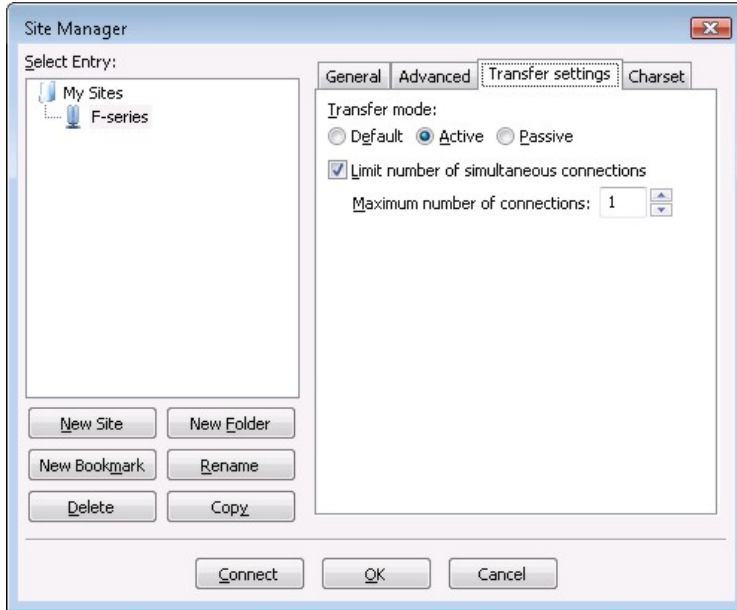 Site Manager
Select Entry:
My Sites
F-series
New Site
New Folder
New Bookmark
Rename
Delete
Copy
General
Advanced
Transfer settings
Charset
Transfer mode:
Default
Active
Passive
Limit number of simultaneous connections
Maximum number of connections: 1
Connect
OK
Cancel